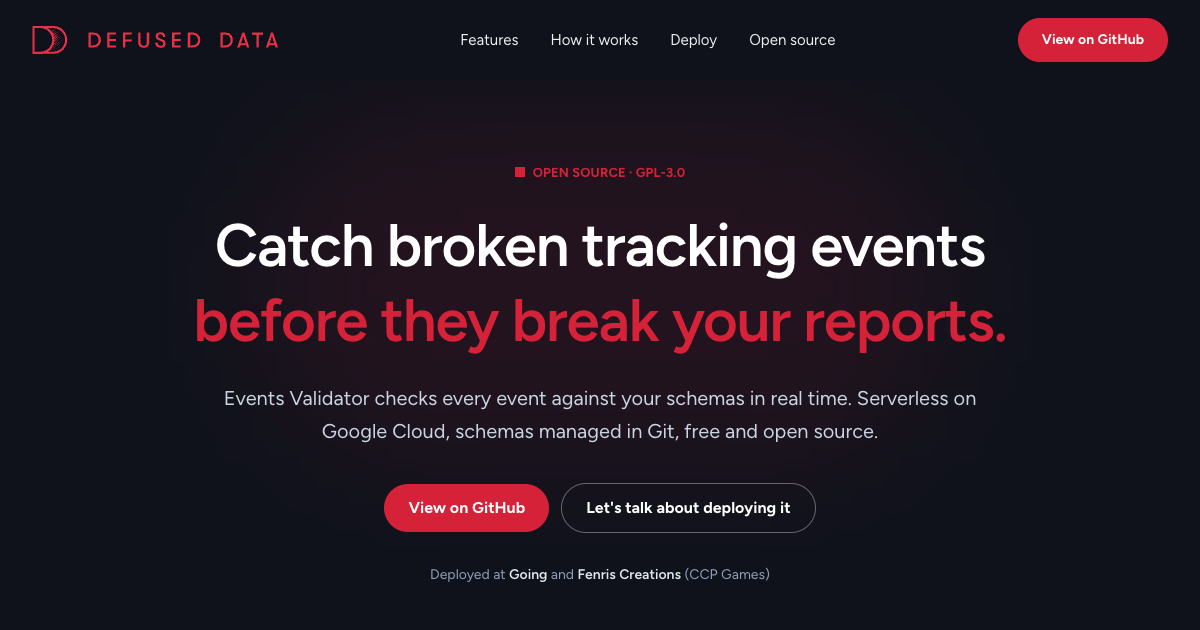 DEFUSED DATA
Features
How it works
Deploy
Open source
View on GitHub
OPEN SOURCE · GPL-3.0
Catch broken tracking events
before they break your reports.
Events Validator checks every event against your schemas in real time. Serverless on
Google Cloud, schemas managed in Git, free and open source.
View on GitHub
Let's talk about deploying it
Deployed at Going and Fenris Creations (CCP Games)